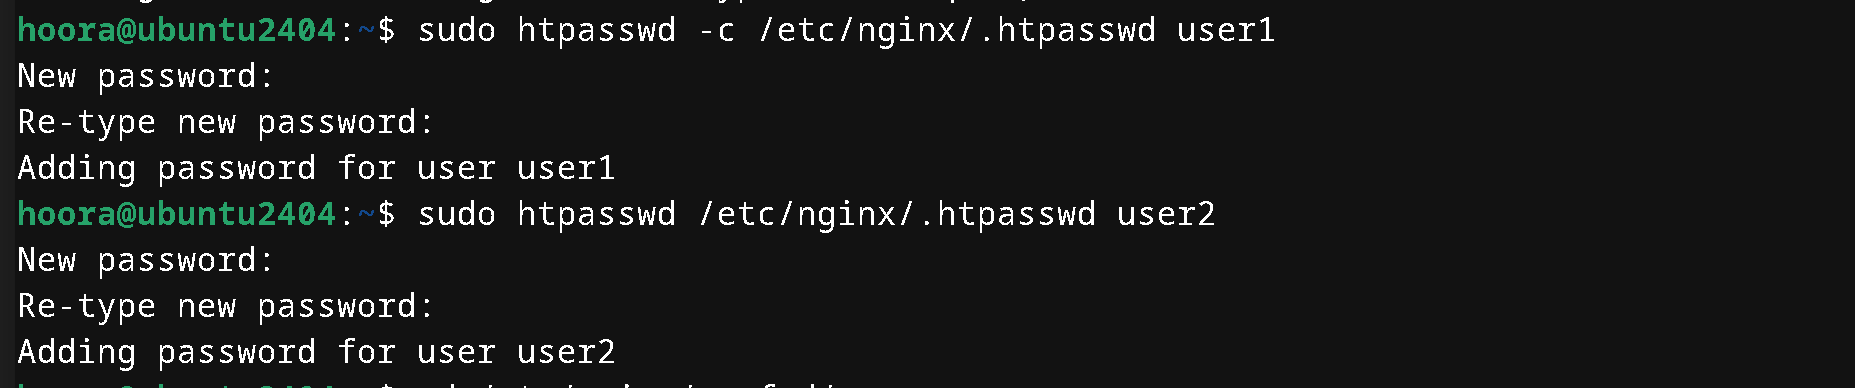 hoora@ubuntu2404:~$ sudo htpasswd -c /etc/nginx/.htpasswd user1
New password:
Re-type new password:
Adding password for user user1
hoora@ubuntu2404:~$ sudo htpasswd /etc/nginx/.htpasswd user2
New password:
Re-type new password:
Adding password for user user2